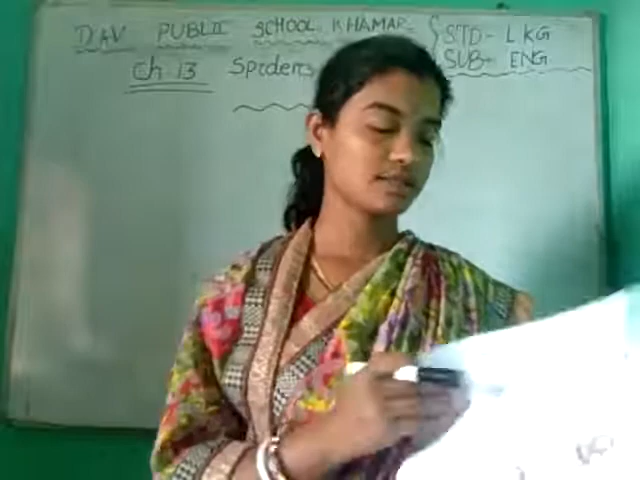 DAV PUBLIC SCHOOL KHAMAR
STD- LKG
SUB- ENG
Ch 13 Spiders